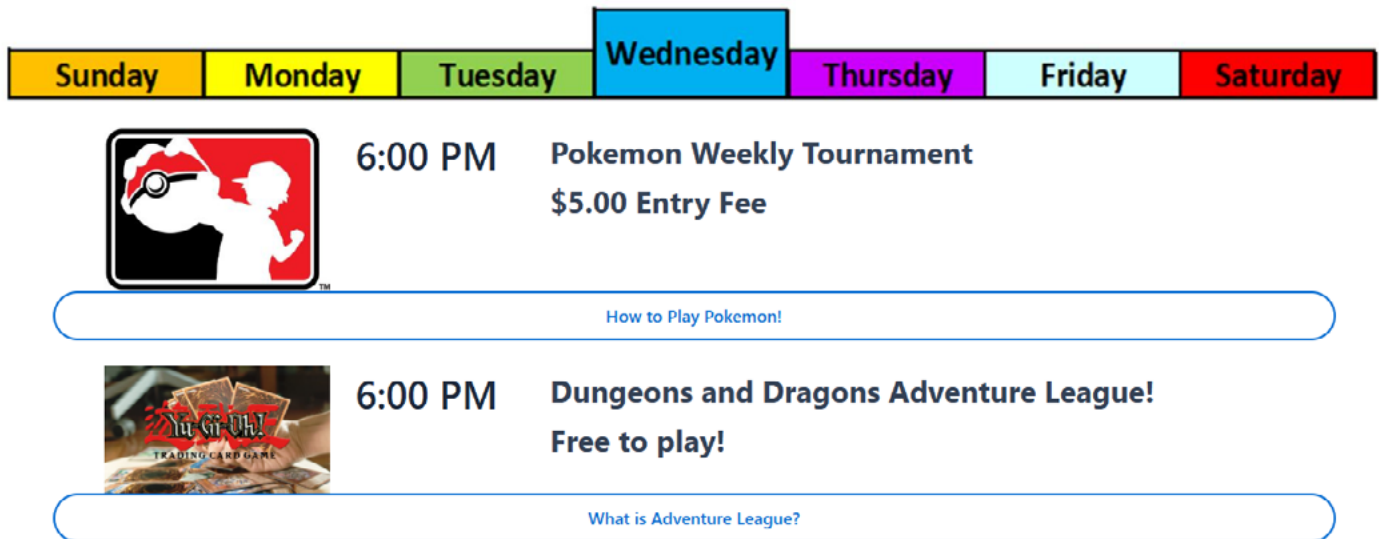 Sunday Monday Tuesday Wednesday Thursday Friday Saturday
6:00 PM Pokemon Weekly Tournament
$5.00 Entry Fee
TM
How to Play Pokemon!
Yu-Gi-Oh!
TRADING CARD GAME
6:00 PM Dungeons and Dragons Adventure League!
Free to play!
What is Adventure League?